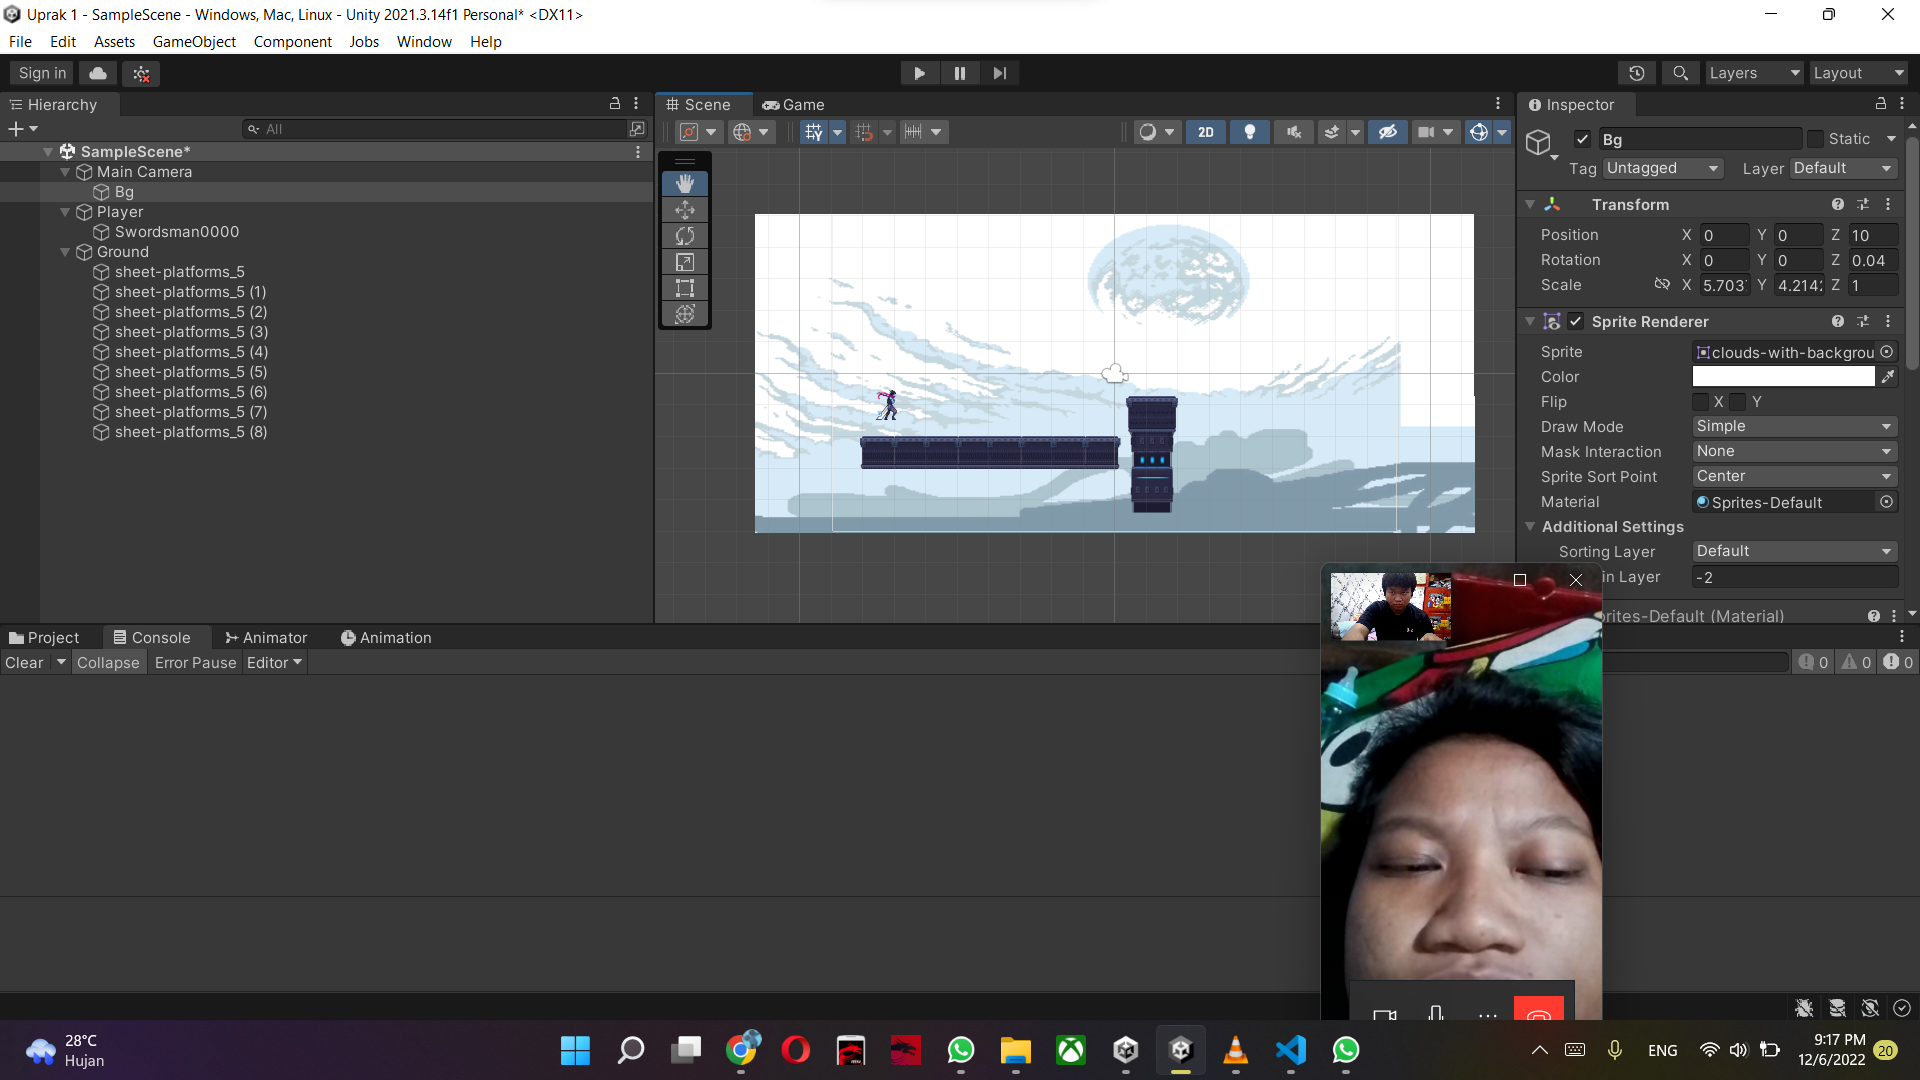 Uprak 1 - SampleScene - Windows, Mac, Linux - Unity 2021.3.14f1 Personal* <DX11>
File Edit Assets GameObject Component Jobs Window Help
Sign in
Layers
Layout
Hierarchy
All
SampleScene*
Main Camera
Bg
Player
Swordsman0000
Ground
sheet-platforms_5
sheet-platforms_5 (1)
sheet-platforms_5 (2)
sheet-platforms_5 (3)
sheet-platforms_5 (4)
sheet-platforms_5 (5)
sheet-platforms_5 (6)
sheet-platforms_5 (7)
sheet-platforms_5 (8)
Scene Game
2D
Inspector
Bg Static
Tag Untagged Layer Default
Transform
Position X 0 Y 0 Z 10
Rotation X 0 Y 0 Z 0.04
Scale X 5.703 Y 4.214 Z 1
Sprite Renderer
Sprite clouds-with-backgrou
Color
Flip X Y
Draw Mode Simple
Mask Interaction None
Sprite Sort Point Center
Material Sprites-Default
Additional Settings
Sorting Layer Default
in Layer -2
rites-Default (Material)
Project Console Animator Animation
Clear Collapse Error Pause Editor
0 0 0
28°C
Hujan
ENG
9:17 PM
12/6/2022
20